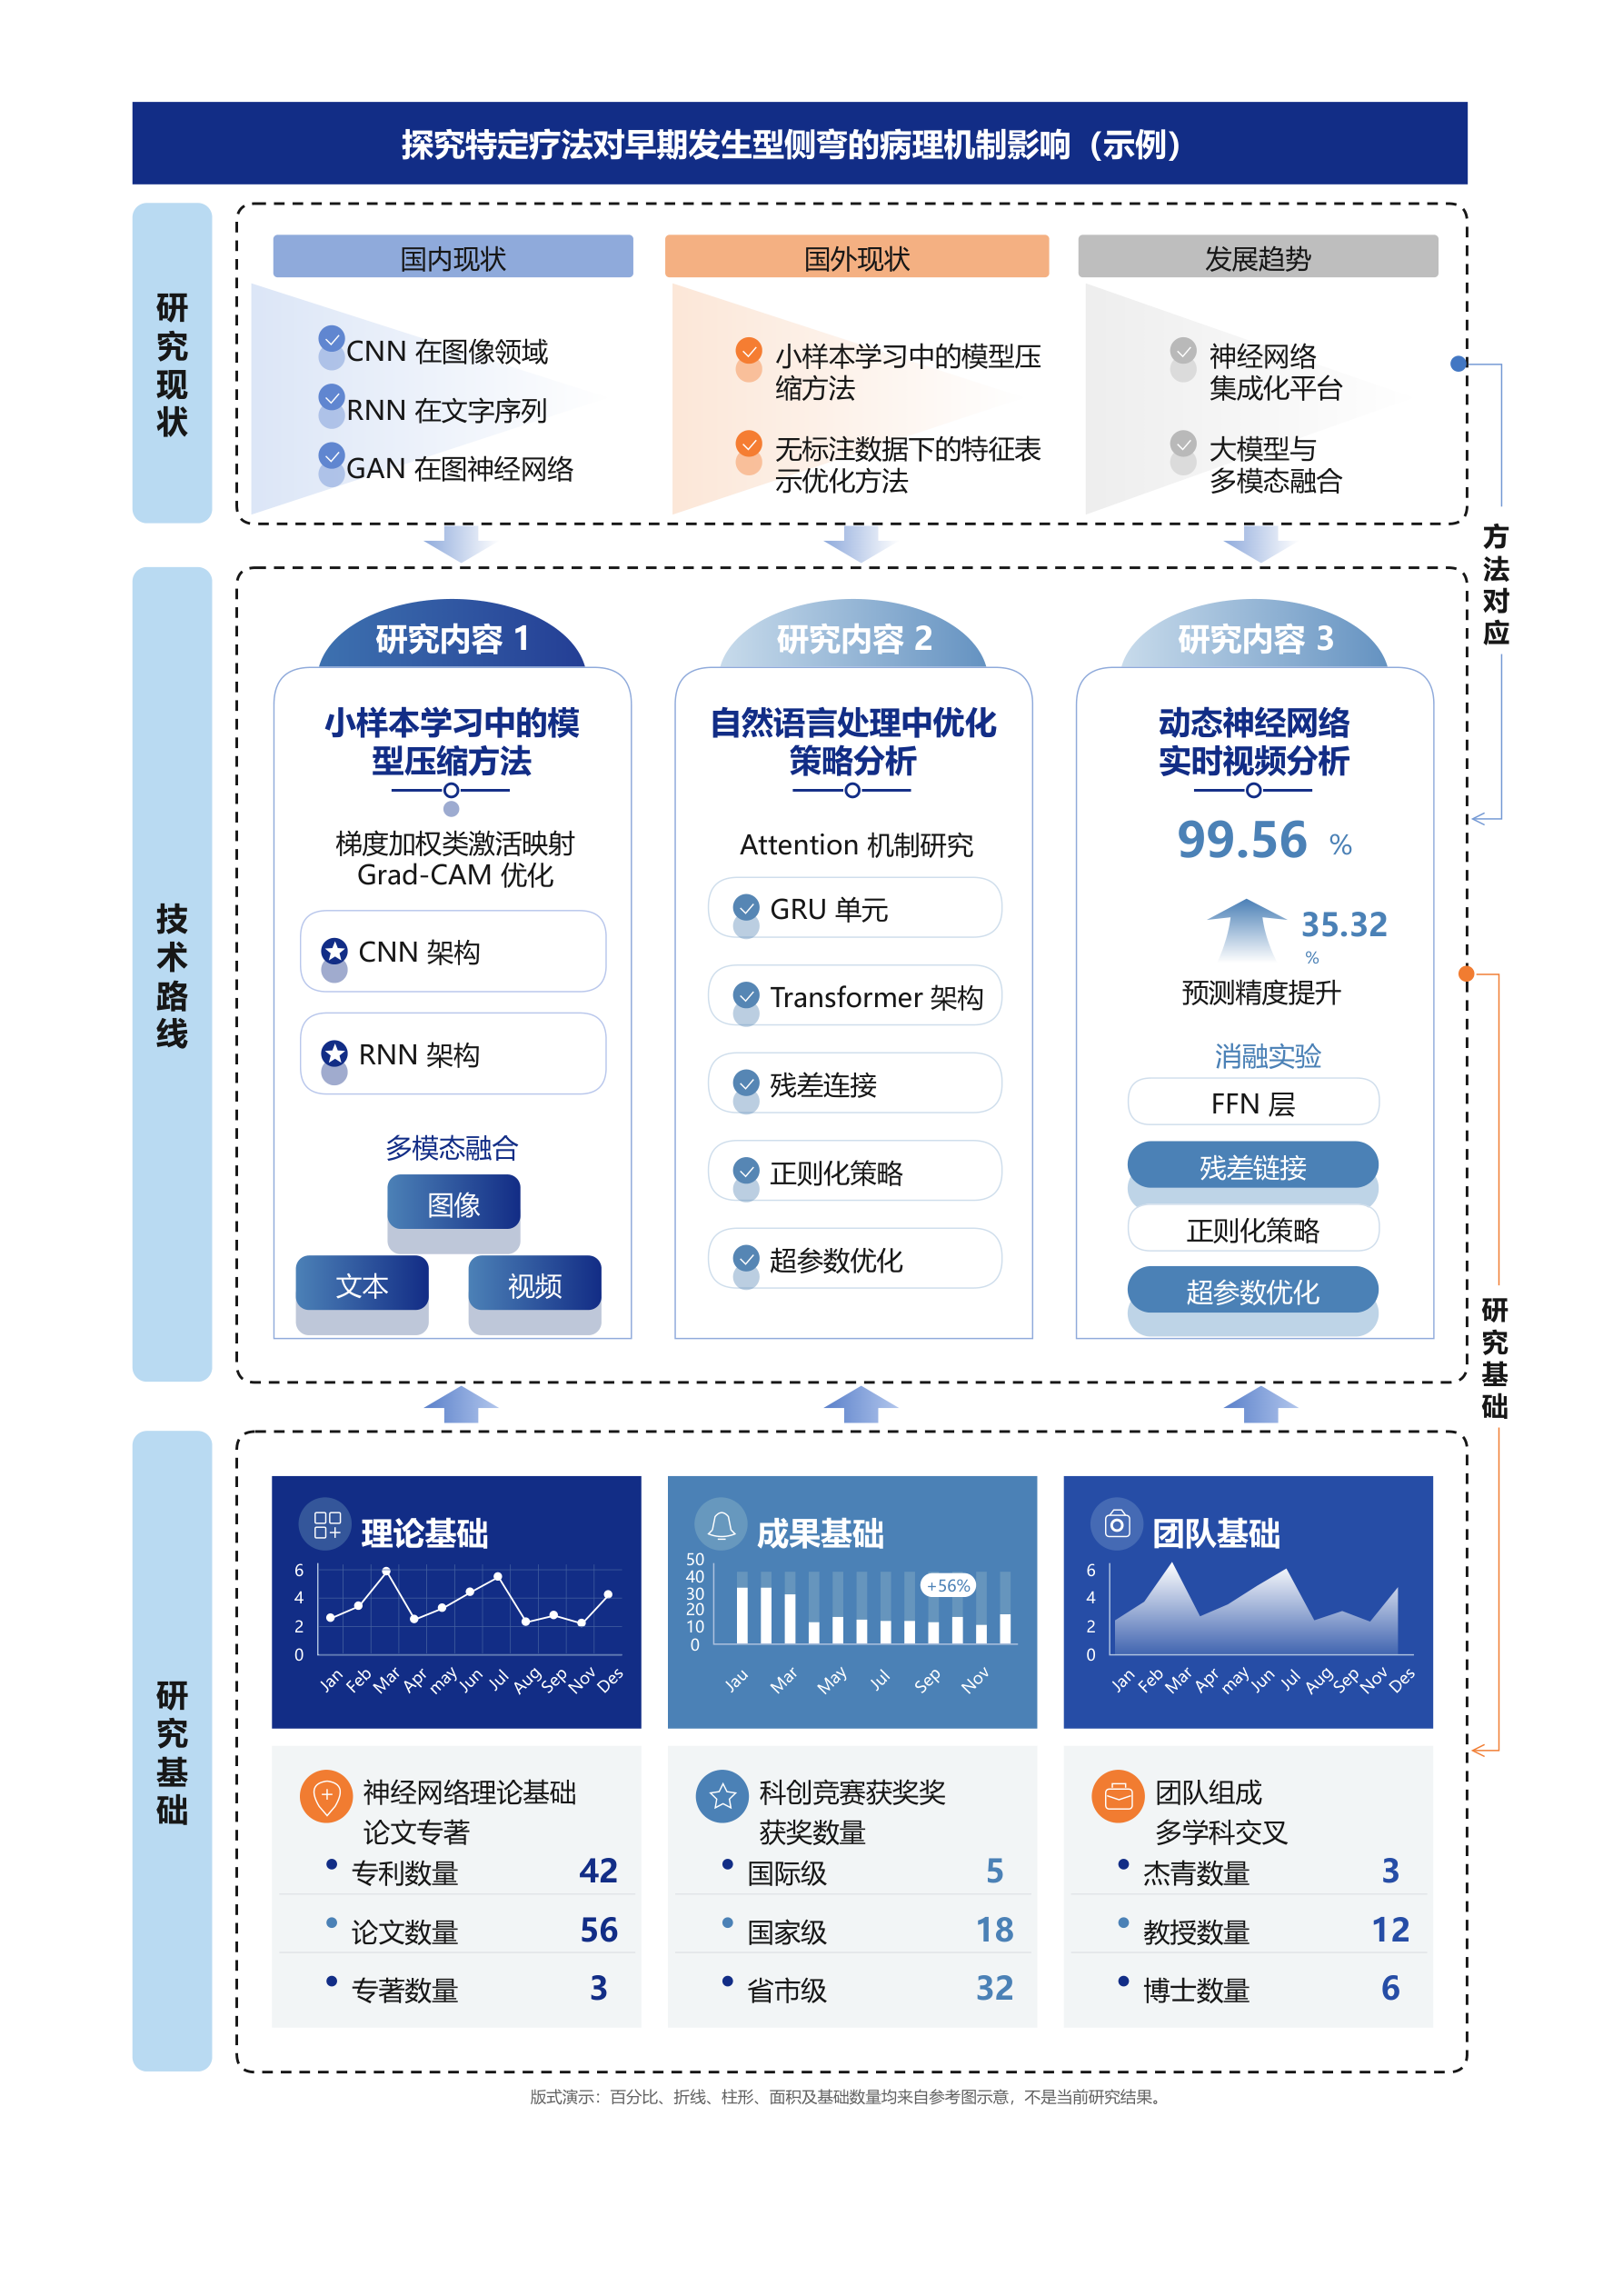 探究特定疗法对早期发生型侧弯的病理机制影响（示例）
研究现状
国内现状
CNN 在图像领域
RNN 在文字序列
GAN 在图神经网络
国外现状
小样本学习中的模型压
缩方法
无标注数据下的特征表
示优化方法
发展趋势
神经网络
集成化平台
大模型与
多模态融合
方法对应
技术路线
研究内容 1
小样本学习中的模
型压缩方法
梯度加权类激活映射
Grad-CAM 优化
CNN 架构
RNN 架构
多模态融合
图像
文本
视频
研究内容 2
自然语言处理中优化
策略分析
Attention 机制研究
GRU 单元
Transformer 架构
残差连接
正则化策略
超参数优化
研究内容 3
动态神经网络
实时视频分析
99.56 %
35.32
%
预测精度提升
消融实验
FFN 层
残差链接
正则化策略
超参数优化
研究基础
研究基础
理论基础
6
4
2
0
Jan Feb Mar Apr may Jun Jul Aug Sep Nov Des
成果基础
50
40
30
20
10
0
+56%
Jau Mar May Jul Sep Nov
团队基础
6
4
2
0
Jan Feb Mar Apr may Jun Jul Aug Sep Nov Des
神经网络理论基础
论文专著
专利数量 42
论文数量 56
专著数量 3
科创竞赛获奖奖
获奖数量
国际级 5
国家级 18
省市级 32
团队组成
多学科交叉
杰青数量 3
教授数量 12
博士数量 6
版式演示：百分比、折线、柱形、面积及基础数量均来自参考图示意，不是当前研究结果。